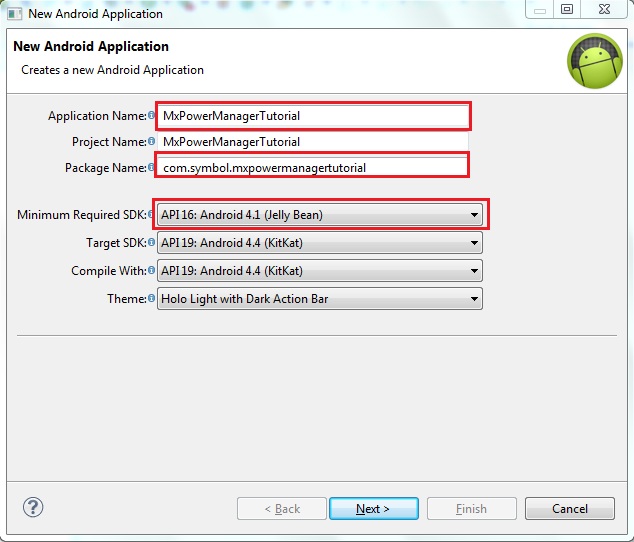 New Android Application
New Android Application
Creates a new Android Application
Application Name: MxPowerManagerTutorial
Project Name: MxPowerManagerTutorial
Package Name: com.symbol.mxpowermanagertutorial
Minimum Required SDK: API 16: Android 4.1 (Jelly Bean)
Target SDK: API 19: Android 4.4 (KitKat)
Compile With: API 19: Android 4.4 (KitKat)
Theme: Holo Light with Dark Action Bar
? < Back Next > Finish Cancel